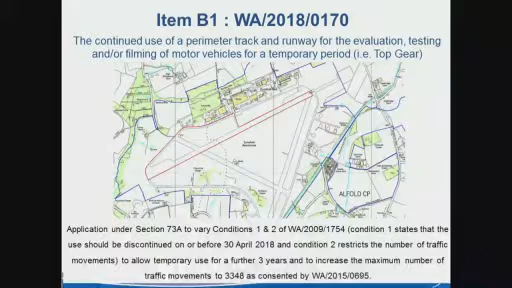 Item B1 : WA/2018/0170
The continued use of a perimeter track and runway for the evaluation, testing
and/or filming of motor vehicles for a temporary period (i.e. Top Gear)
ALFOLD CP
Application under Section 73A to vary Conditions 1 & 2 of WA/2009/1754 (condition 1 states that the
use should be discontinued on or before 30 April 2018 and condition 2 restricts the number of traffic
movements) to allow temporary use for a further 3 years and to increase the maximum number of
traffic movements to 3348 as consented by WA/2015/0695.